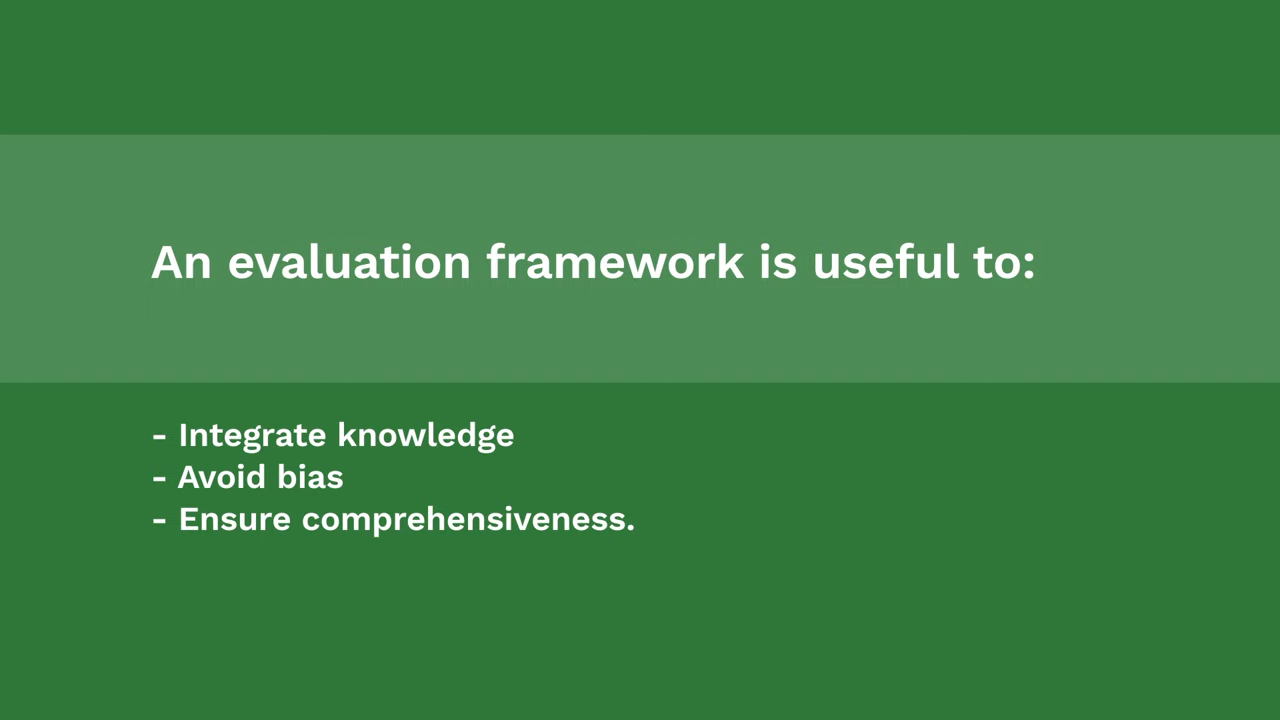 An evaluation framework is useful to:
- Integrate knowledge
- Avoid bias
- Ensure comprehensiveness.